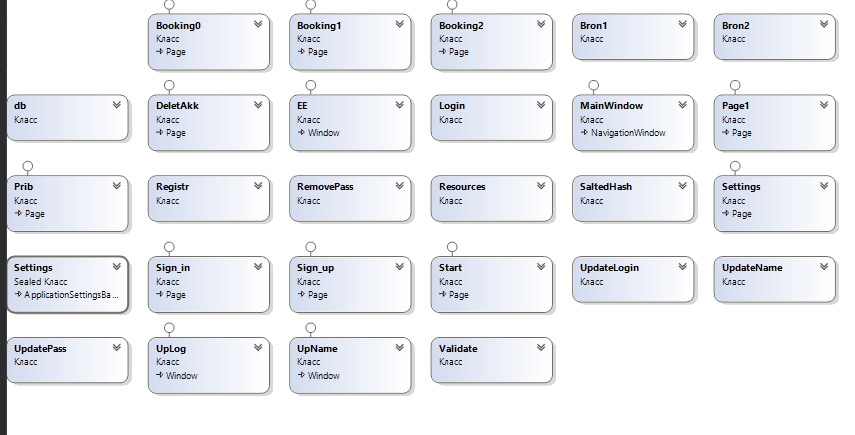 Booking0
Класс
Page
Booking1
Класс
Page
Booking2
Класс
Page
Bron1
Класс
Bron2
Класс
db
Класс
DeletAkk
Класс
Page
EE
Класс
Window
Login
Класс
MainWindow
Класс
NavigationWindow
Page1
Класс
Page
Prib
Класс
Page
Registr
Класс
RemovePass
Класс
Resources
Класс
SaltedHash
Класс
Settings
Класс
Page
Settings
Sealed Класс
ApplicationSettingsBa...
Sign_in
Класс
Page
Sign_up
Класс
Page
Start
Класс
Page
UpdateLogin
Класс
UpdateName
Класс
UpdatePass
Класс
UpLog
Класс
Window
UpName
Класс
Window
Validate
Класс